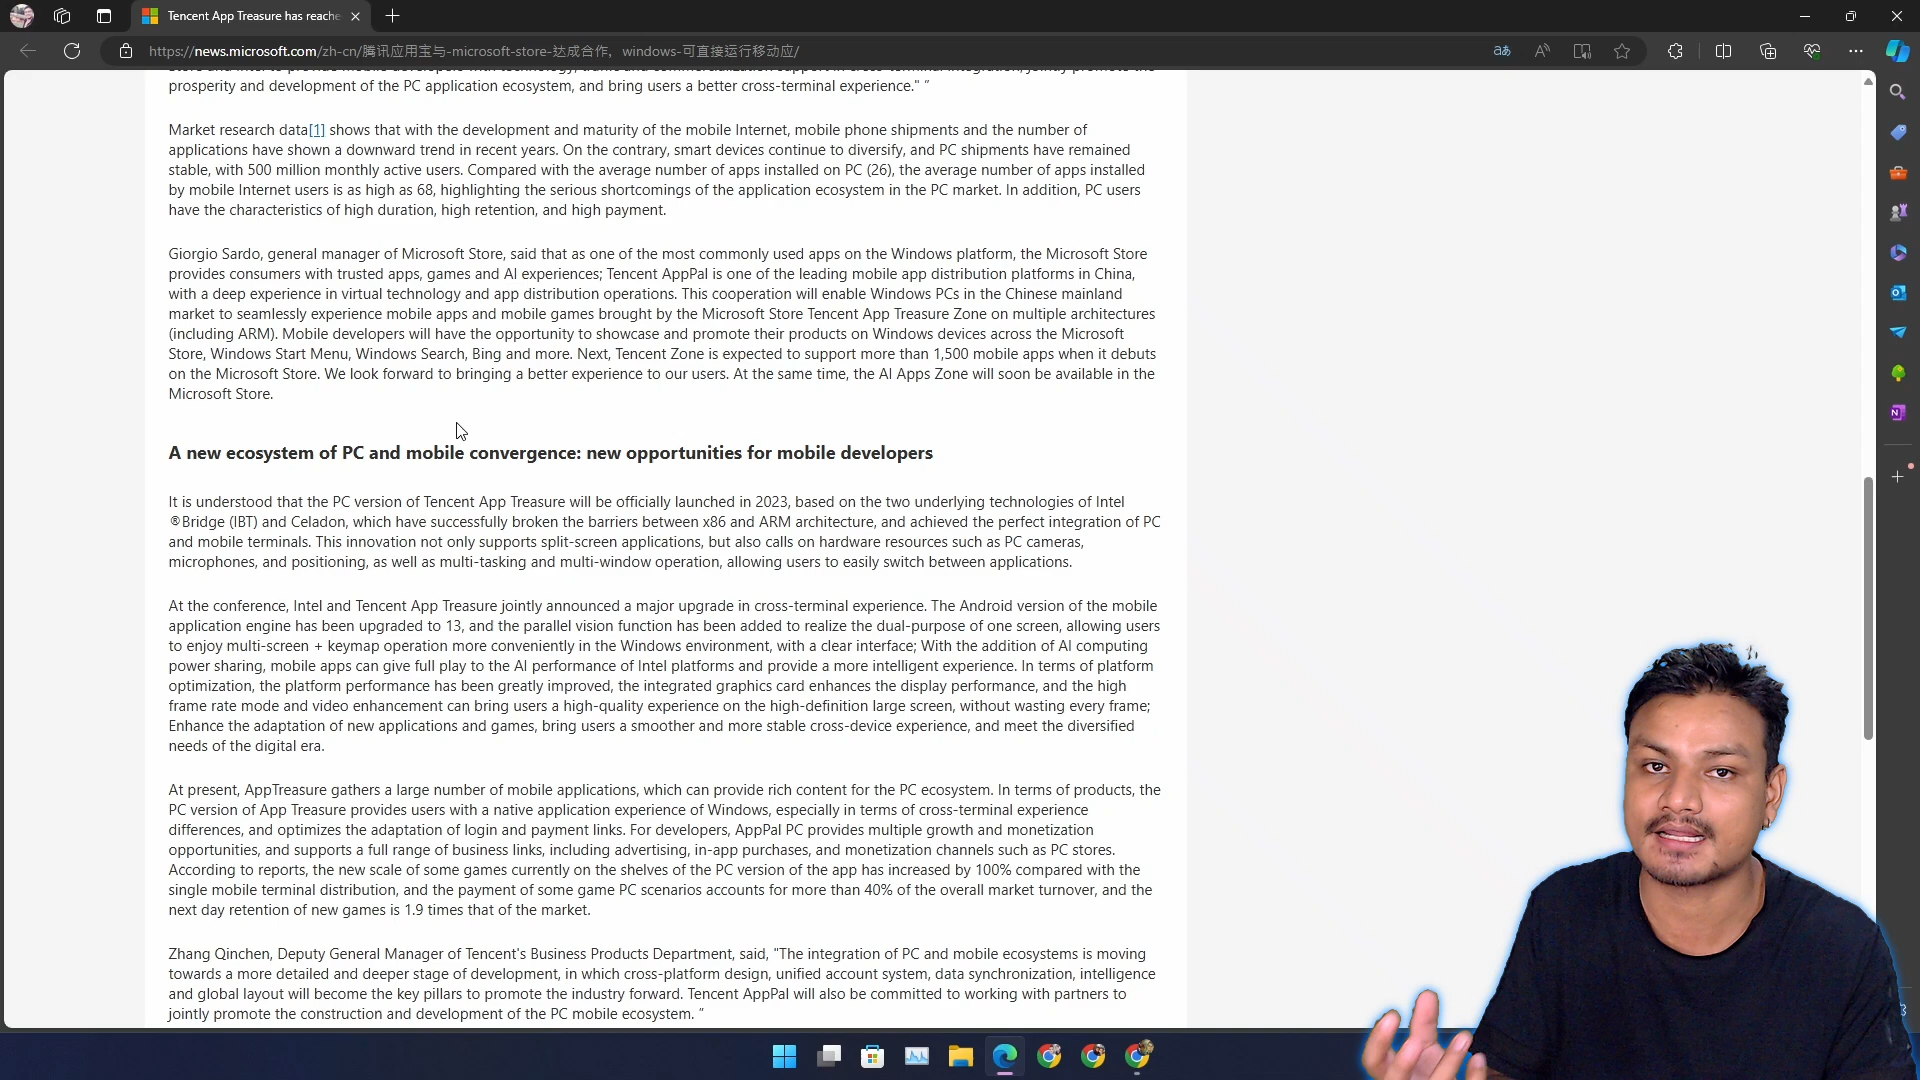 Tencent App Treasure has reache
https://news.microsoft.com/zh-cn/腾讯应用宝与-microsoft-store-达成合作，windows-可直接运行移动应/
prosperity and development of the PC application ecosystem, and bring users a better cross-terminal experience." ”
Market research data[1] shows that with the development and maturity of the mobile Internet, mobile phone shipments and the number of
applications have shown a downward trend in recent years. On the contrary, smart devices continue to diversify, and PC shipments have remained
stable, with 500 million monthly active users. Compared with the average number of apps installed on PC (26), the average number of apps installed
by mobile Internet users is as high as 68, highlighting the serious shortcomings of the application ecosystem in the PC market. In addition, PC users
have the characteristics of high duration, high retention, and high payment.
Giorgio Sardo, general manager of Microsoft Store, said that as one of the most commonly used apps on the Windows platform, the Microsoft Store
provides consumers with trusted apps, games and AI experiences; Tencent AppPal is one of the leading mobile app distribution platforms in China,
with a deep experience in virtual technology and app distribution operations. This cooperation will enable Windows PCs in the Chinese mainland
market to seamlessly experience mobile apps and mobile games brought by the Microsoft Store Tencent App Treasure Zone on multiple architectures
(including ARM). Mobile developers will have the opportunity to showcase and promote their products on Windows devices across the Microsoft
Store, Windows Start Menu, Windows Search, Bing and more. Next, Tencent Zone is expected to support more than 1,500 mobile apps when it debuts
on the Microsoft Store. We look forward to bringing a better experience to our users. At the same time, the AI Apps Zone will soon be available in the
Microsoft Store.
A new ecosystem of PC and mobile convergence: new opportunities for mobile developers
It is understood that the PC version of Tencent App Treasure will be officially launched in 2023, based on the two underlying technologies of Intel
®Bridge (IBT) and Celadon, which have successfully broken the barriers between x86 and ARM architecture, and achieved the perfect integration of PC
and mobile terminals. This innovation not only supports split-screen applications, but also calls on hardware resources such as PC cameras,
microphones, and positioning, as well as multi-tasking and multi-window operation, allowing users to easily switch between applications.
At the conference, Intel and Tencent App Treasure jointly announced a major upgrade in cross-terminal experience. The Android version of the mobile
application engine has been upgraded to 13, and the parallel vision function has been added to realize the dual-purpose of one screen, allowing users
to enjoy multi-screen + keymap operation more conveniently in the Windows environment, with a clear interface; With the addition of AI computing
power sharing, mobile apps can give full play to the AI performance of Intel platforms and provide a more intelligent experience. In terms of platform
optimization, the platform performance has been greatly improved, the integrated graphics card enhances the display performance, and the high
frame rate mode and video enhancement can bring users a high-quality experience on the high-definition large screen, without wasting every frame;
Enhance the adaptation of new applications and games, bring users a smoother and more stable cross-device experience, and meet the diversified
needs of the digital era.
At present, AppTreasure gathers a large number of mobile applications, which can provide rich content for the PC ecosystem. In terms of products, the
PC version of App Treasure provides users with a native application experience of Windows, especially in terms of cross-terminal experience
differences, and optimizes the adaptation of login and payment links. For developers, AppPal PC provides multiple growth and monetization
opportunities, and supports a full range of business links, including advertising, in-app purchases, and monetization channels such as PC stores.
According to reports, the new scale of some games currently on the shelves of the PC version of the app has increased by 100% compared with the
single mobile terminal distribution, and the payment of some game PC scenarios accounts for more than 40% of the overall market turnover, and the
next day retention of new games is 1.9 times that of the market.
Zhang Qinchen, Deputy General Manager of Tencent's Business Products Department, said, "The integration of PC and mobile ecosystems is moving
towards a more detailed and deeper stage of development, in which cross-platform design, unified account system, data synchronization, intelligence
and global layout will become the key pillars to promote the industry forward. Tencent AppPal will also be committed to working with partners to
jointly promote the construction and development of the PC mobile ecosystem. ”